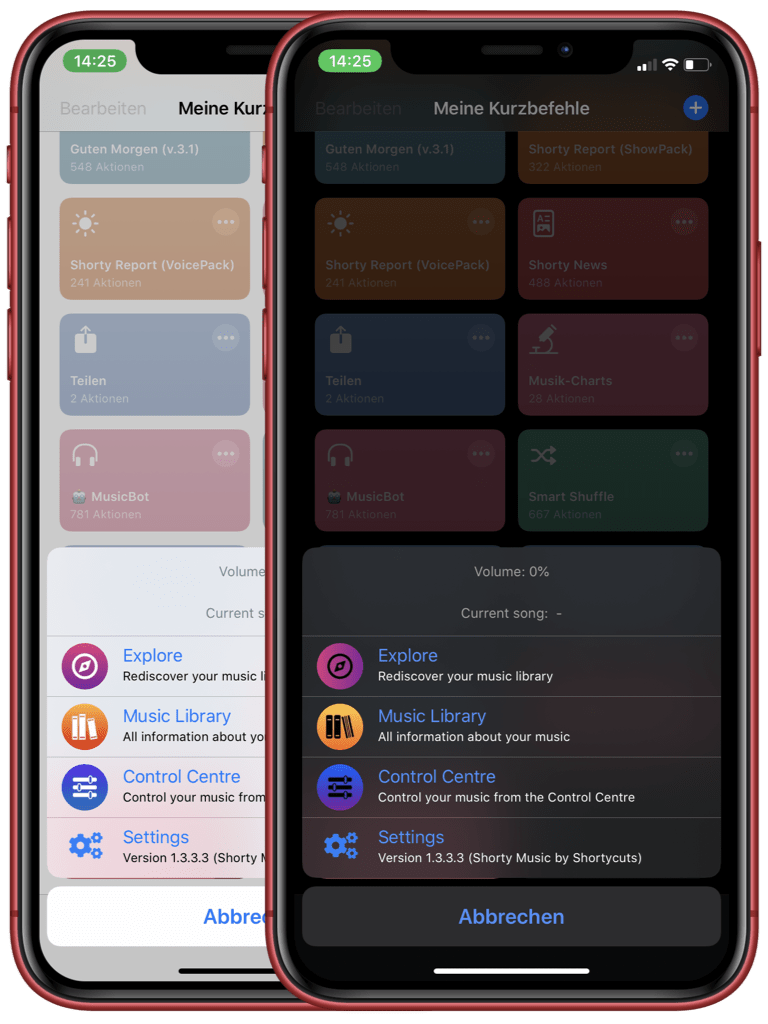 14:25
Bearbeiten Meine Kurz
Guten Morgen (v.3.1)
548 Aktionen
Shorty Report (VoicePack)
241 Aktionen
Teilen
2 Aktionen
MusicBot
781 Aktionen
Volume
Current s
Explore
Rediscover your music li
Music Library
All information about yo
Control Centre
Control your music from
Settings
Version 1.3.3.3 (Shorty M
Abbrec
14:25
Bearbeiten Meine Kurzbefehle
Guten Morgen (v.3.1) Shorty Report (ShowPack)
548 Aktionen 322 Aktionen
Shorty Report (VoicePack) Shorty News
241 Aktionen 488 Aktionen
Teilen Musik-Charts
2 Aktionen 28 Aktionen
MusicBot Smart Shuffle
781 Aktionen 567 Aktionen
Volume: 0%
Current song: -
Explore
Rediscover your music library
Music Library
All information about your music
Control Centre
Control your music from the Control Centre
Settings
Version 1.3.3.3 (Shorty Music by Shortycuts)
Abbrechen